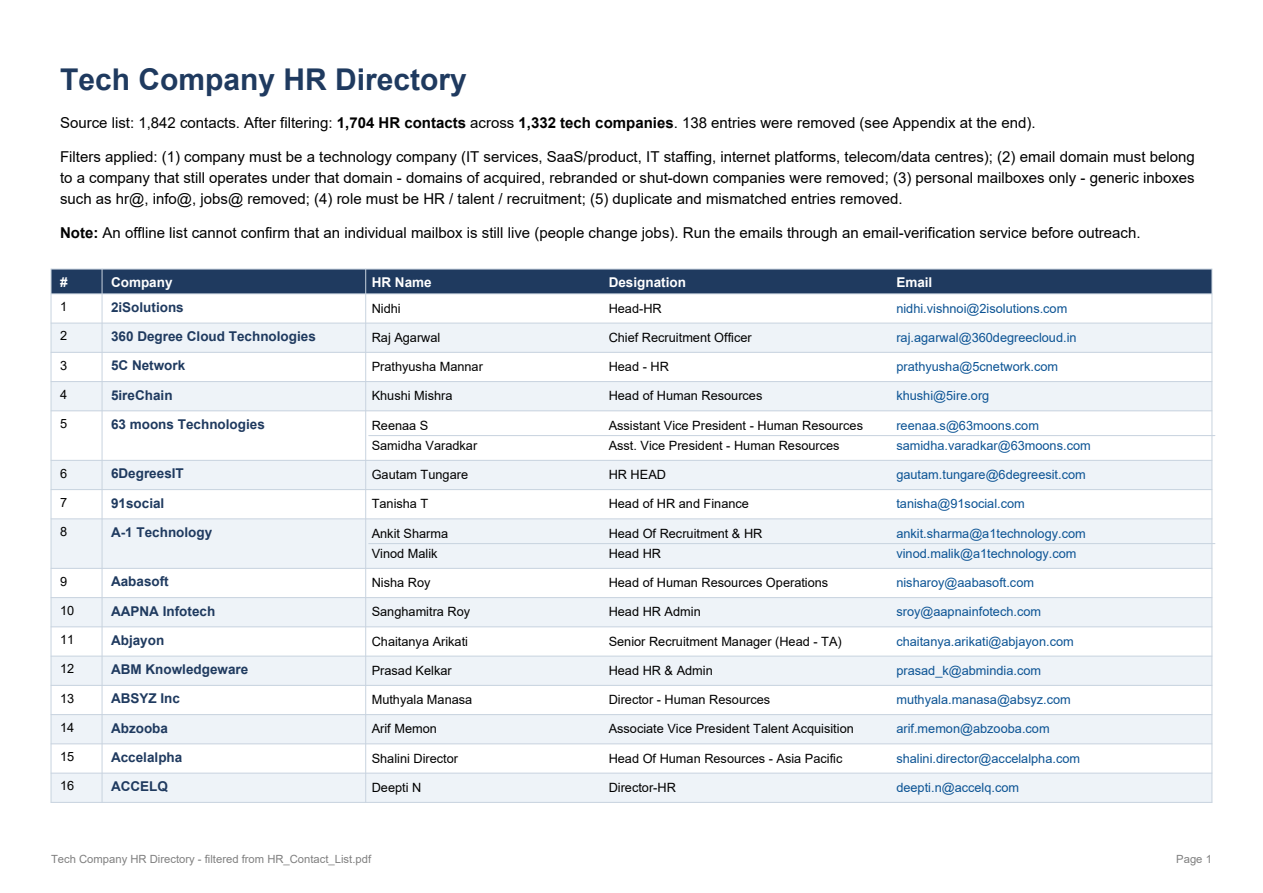 Tech Company HR Directory
Source list: 1,842 contacts. After filtering: 1,704 HR contacts across 1,332 tech companies. 138 entries were removed (see Appendix at the end).
Filters applied: (1) company must be a technology company (IT services, SaaS/product, IT staffing, internet platforms, telecom/data centres); (2) email domain must belong
to a company that still operates under that domain - domains of acquired, rebranded or shut-down companies were removed; (3) personal mailboxes only - generic inboxes
such as hr@, info@, jobs@ removed; (4) role must be HR / talent / recruitment; (5) duplicate and mismatched entries removed.
Note: An offline list cannot confirm that an individual mailbox is still live (people change jobs). Run the emails through an email-verification service before outreach.
# Company HR Name Designation Email
1 2iSolutions Nidhi Head-HR nidhi.vishnoi@2isolutions.com
2 360 Degree Cloud Technologies Raj Agarwal Chief Recruitment Officer raj.agarwal@360degreecloud.in
3 5C Network Prathyusha Mannar Head - HR prathyusha@5cnetwork.com
4 5ireChain Khushi Mishra Head of Human Resources khushi@5ire.org
5 63 moons Technologies Reenaa S Assistant Vice President - Human Resources reenaa.s@63moons.com
Samidha Varadkar Asst. Vice President - Human Resources samidha.varadkar@63moons.com
6 6DegreesIT Gautam Tungare HR HEAD gautam.tungare@6degreesit.com
7 91social Tanisha T Head of HR and Finance tanisha@91social.com
8 A-1 Technology Ankit Sharma Head Of Recruitment & HR ankit.sharma@a1technology.com
Vinod Malik Head HR vinod.malik@a1technology.com
9 Aabasoft Nisha Roy Head of Human Resources Operations nisharoy@aabasoft.com
10 AAPNA Infotech Sanghamitra Roy Head HR Admin sroy@aapnainfotech.com
11 Abjayon Chaitanya Arikati Senior Recruitment Manager (Head - TA) chaitanya.arikati@abjayon.com
12 ABM Knowledgeware Prasad Kelkar Head HR & Admin prasad_k@abmindia.com
13 ABSYZ Inc Muthyala Manasa Director - Human Resources muthyala.manasa@absyz.com
14 Abzooba Arif Memon Associate Vice President Talent Acquisition arif.memon@abzooba.com
15 Accelalpha Shalini Director Head Of Human Resources - Asia Pacific shalini.director@accelalpha.com
16 ACCELQ Deepti N Director-HR deepti.n@accelq.com
Tech Company HR Directory - filtered from HR_Contact_List.pdf Page 1